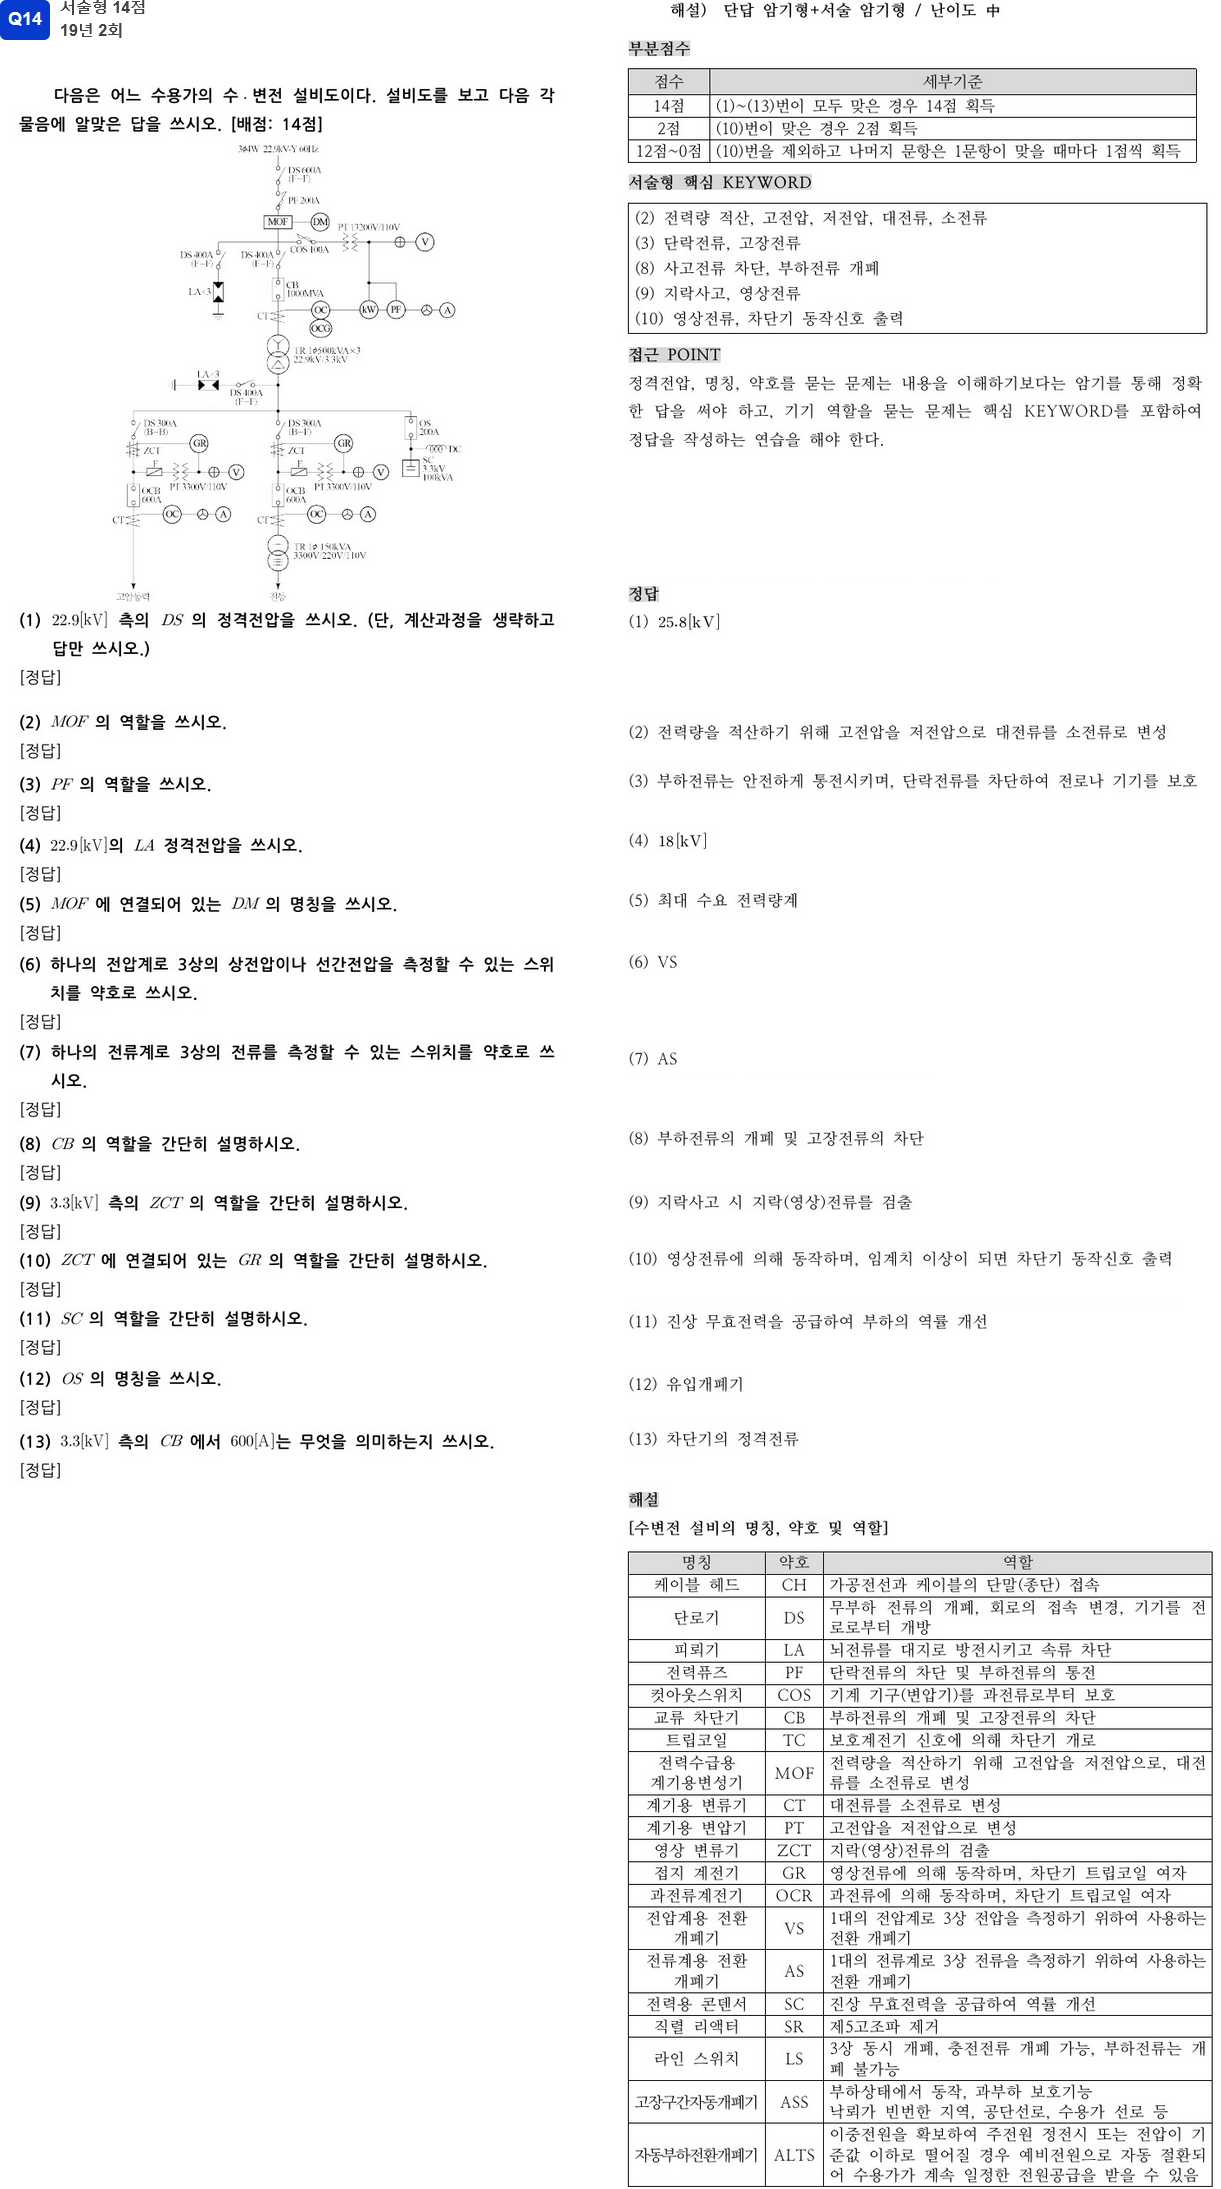 Q14
서술형 14점
19년 2회
다음은 어느 수용가의 수·변전 설비도이다. 설비도를 보고 다음 각
물음에 알맞은 답을 쓰시오. [배점: 14점]
3φ4W 22.9kV-Y 60Hz
DS 600A
(F-F)
PF 200A
MOF
DM
PT 13200V/110V
COS 100A
V
DS 400A
(F-F)
DS 400A
(F-F)
LA×3
CB
1000MVA
CT
OC
OCG
kW
PF
A
TR 1φ500kVA×3
22.9kV/3.3kV
LA×3
DS 400A
(F-F)
DS 300A
(B-B)
ZCT
GR
F
V
PT 3300V/110V
OCB
600A
CT
OC
A
고압동력
DS 300A
(B-F)
ZCT
GR
F
V
PT 3300V/110V
OCB
600A
CT
OC
A
TR 1φ 150kVA
3300V/220V/110V
전등
OS
200A
DC
SC
3.3kV
100kVA
(1) 22.9[kV] 측의 DS 의 정격전압을 쓰시오. (단, 계산과정을 생략하고
답만 쓰시오.)
[정답]
(2) MOF 의 역할을 쓰시오.
[정답]
(3) PF 의 역할을 쓰시오.
[정답]
(4) 22.9[kV]의 LA 정격전압을 쓰시오.
[정답]
(5) MOF 에 연결되어 있는 DM 의 명칭을 쓰시오.
[정답]
(6) 하나의 전압계로 3상의 상전압이나 선간전압을 측정할 수 있는 스위
치를 약호로 쓰시오.
[정답]
(7) 하나의 전류계로 3상의 전류를 측정할 수 있는 스위치를 약호로 쓰
시오.
[정답]
(8) CB 의 역할을 간단히 설명하시오.
[정답]
(9) 3.3[kV] 측의 ZCT 의 역할을 간단히 설명하시오.
[정답]
(10) ZCT 에 연결되어 있는 GR 의 역할을 간단히 설명하시오.
[정답]
(11) SC 의 역할을 간단히 설명하시오.
[정답]
(12) OS 의 명칭을 쓰시오.
[정답]
(13) 3.3[kV] 측의 CB 에서 600[A]는 무엇을 의미하는지 쓰시오.
[정답]
해설) 단답 암기형+서술 암기형 / 난이도 中
부분점수
점수 세부기준
14점 (1)~(13)번이 모두 맞은 경우 14점 획득
2점 (10)번이 맞은 경우 2점 획득
12점~0점 (10)번을 제외하고 나머지 문항은 1문항이 맞을 때마다 1점씩 획득
서술형 핵심 KEYWORD
(2) 전력량 적산, 고전압, 저전압, 대전류, 소전류
(3) 단락전류, 고장전류
(8) 사고전류 차단, 부하전류 개폐
(9) 지락사고, 영상전류
(10) 영상전류, 차단기 동작신호 출력
접근 POINT
정격전압, 명칭, 약호를 묻는 문제는 내용을 이해하기보다는 암기를 통해 정확
한 답을 써야 하고, 기기 역할을 묻는 문제는 핵심 KEYWORD를 포함하여
정답을 작성하는 연습을 해야 한다.
정답
(1) 25.8[kV]
(2) 전력량을 적산하기 위해 고전압을 저전압으로 대전류를 소전류로 변성
(3) 부하전류는 안전하게 통전시키며, 단락전류를 차단하여 전로나 기기를 보호
(4) 18[kV]
(5) 최대 수요 전력량계
(6) VS
(7) AS
(8) 부하전류의 개폐 및 고장전류의 차단
(9) 지락사고 시 지락(영상)전류를 검출
(10) 영상전류에 의해 동작하며, 임계치 이상이 되면 차단기 동작신호 출력
(11) 진상 무효전력을 공급하여 부하의 역률 개선
(12) 유입개폐기
(13) 차단기의 정격전류
해설
[수변전 설비의 명칭, 약호 및 역할]
명칭 약호 역할
케이블 헤드 CH 가공전선과 케이블의 단말(종단) 접속
단로기 DS 무부하 전류의 개폐, 회로의 접속 변경, 기기를 전
로로부터 개방
피뢰기 LA 뇌전류를 대지로 방전시키고 속류 차단
전력퓨즈 PF 단락전류의 차단 및 부하전류의 통전
컷아웃스위치 COS 기계 기구(변압기)를 과전류로부터 보호
교류 차단기 CB 부하전류의 개폐 및 고장전류의 차단
트립코일 TC 보호계전기 신호에 의해 차단기 개로
전력수급용
계기용변성기 MOF 전력량을 적산하기 위해 고전압을 저전압으로, 대전
류를 소전류로 변성
계기용 변류기 CT 대전류를 소전류로 변성
계기용 변압기 PT 고전압을 저전압으로 변성
영상 변류기 ZCT 지락(영상)전류의 검출
접지 계전기 GR 영상전류에 의해 동작하며, 차단기 트립코일 여자
과전류계전기 OCR 과전류에 의해 동작하며, 차단기 트립코일 여자
전압계용 전환
개폐기 VS 1대의 전압계로 3상 전압을 측정하기 위하여 사용하는
전환 개폐기
전류계용 전환
개폐기 AS 1대의 전류계로 3상 전류을 측정하기 위하여 사용하는
전환 개폐기
전력용 콘덴서 SC 진상 무효전력을 공급하여 역률 개선
직렬 리액터 SR 제5고조파 제거
라인 스위치 LS 3상 동시 개폐, 충전전류 개폐 가능, 부하전류는 개
폐 불가능
고장구간자동개폐기 ASS 부하상태에서 동작, 과부하 보호기능
낙뢰가 빈번한 지역, 공단선로, 수용가 선로 등
자동부하전환개폐기 ALTS 이중전원을 확보하여 주전원 정전시 또는 전압이 기
준값 이하로 떨어질 경우 예비전원으로 자동 절환되
어 수용가가 계속 일정한 전원공급을 받을 수 있음